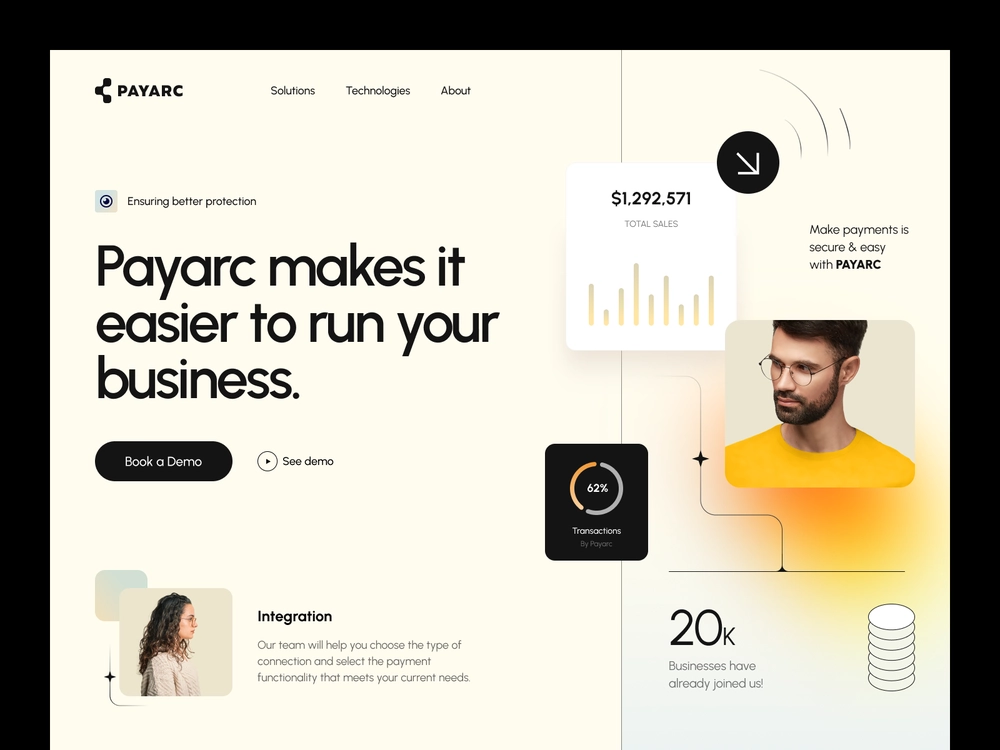 PAYARC
Solutions
Technologies
About
Ensuring better protection
Payarc makes it
easier to run your
business.
Book a Demo
See demo
Integration
Our team will help you choose the type of
connection and select the payment
functionality that meets your current needs.
$1,292,571
TOTAL SALES
Make payments is
secure & easy
with PAYARC
62%
Transactions
By Payarc
20K
Businesses have
already joined us!